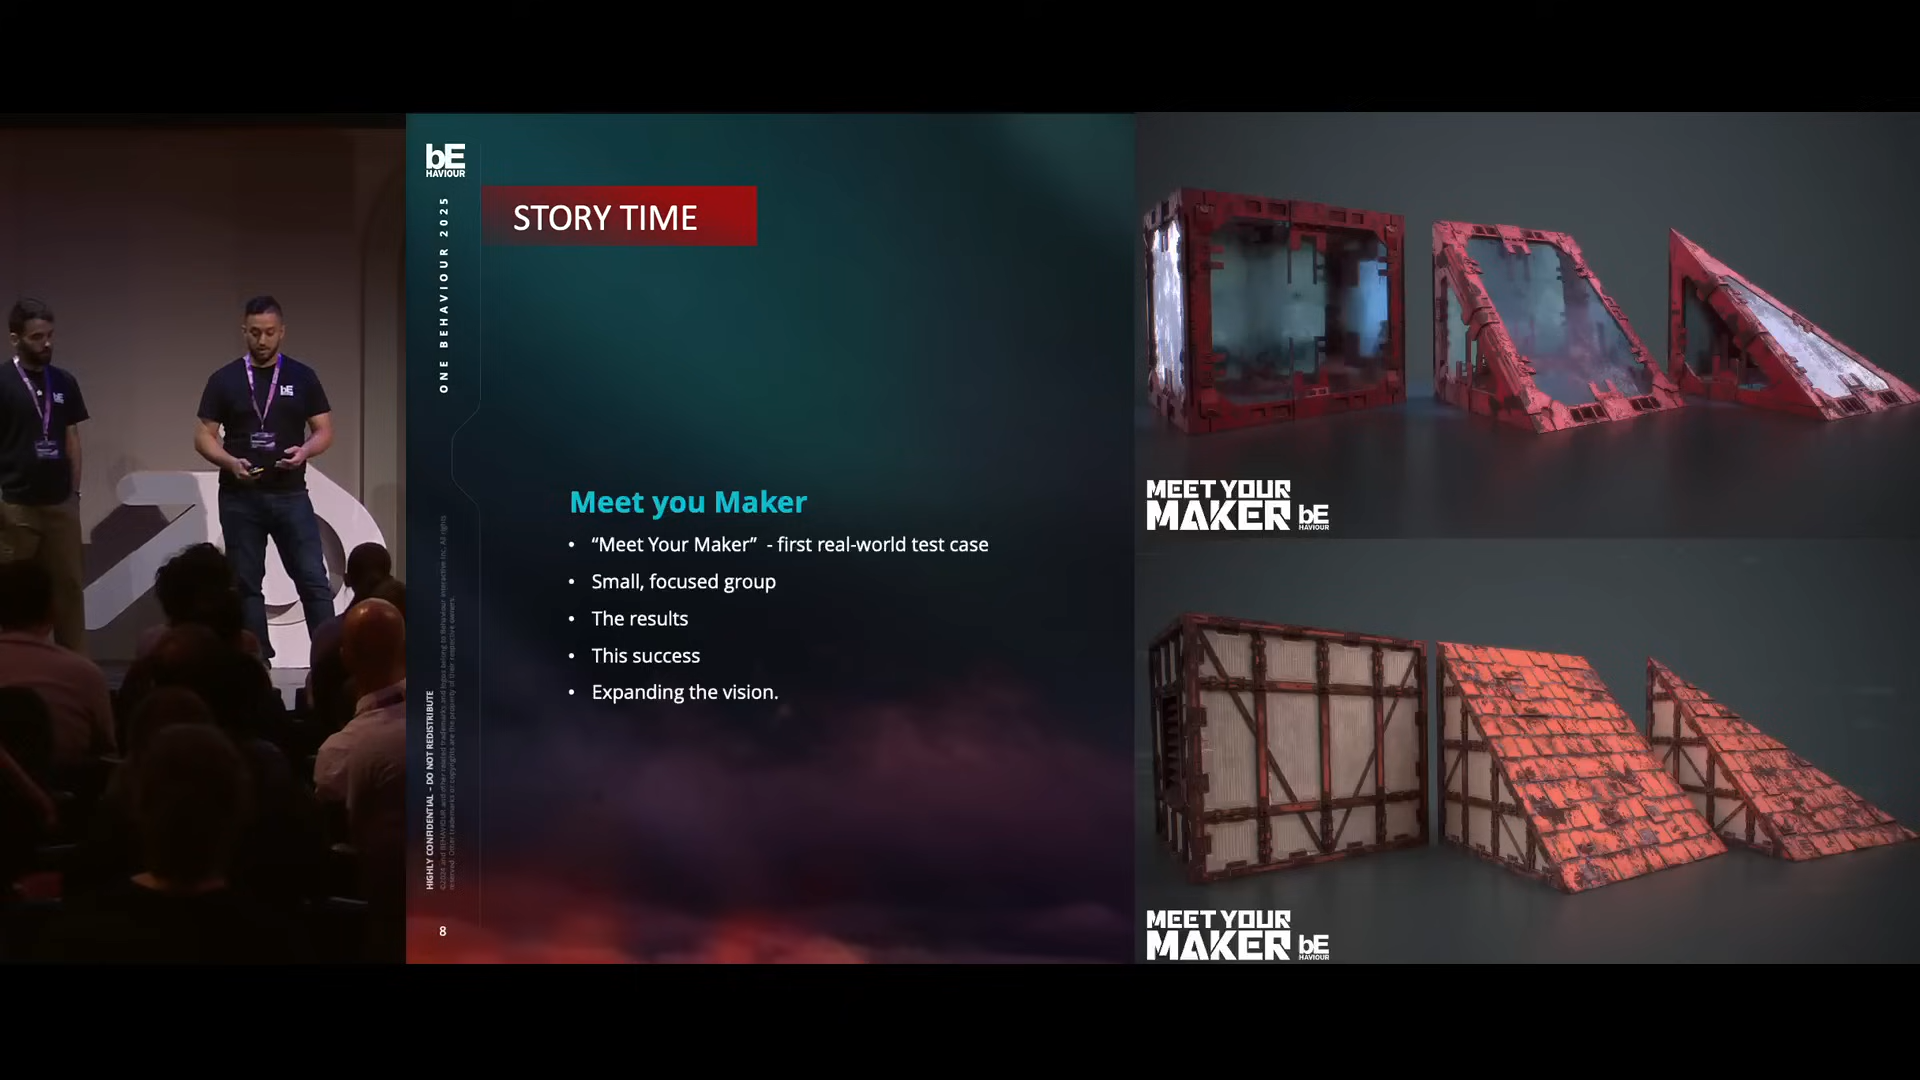 bE
HAVIOUR
ONE BEHAVIOUR 2025
STORY TIME
Meet you Maker
• “Meet Your Maker” - first real-world test case
• Small, focused group
• The results
• This success
• Expanding the vision.
HIGHLY CONFIDENTIAL – DO NOT REDISTRIBUTE
8
MEET YOUR
MAKER bE
HAVIOUR
MEET YOUR
MAKER bE
HAVIOUR
bE